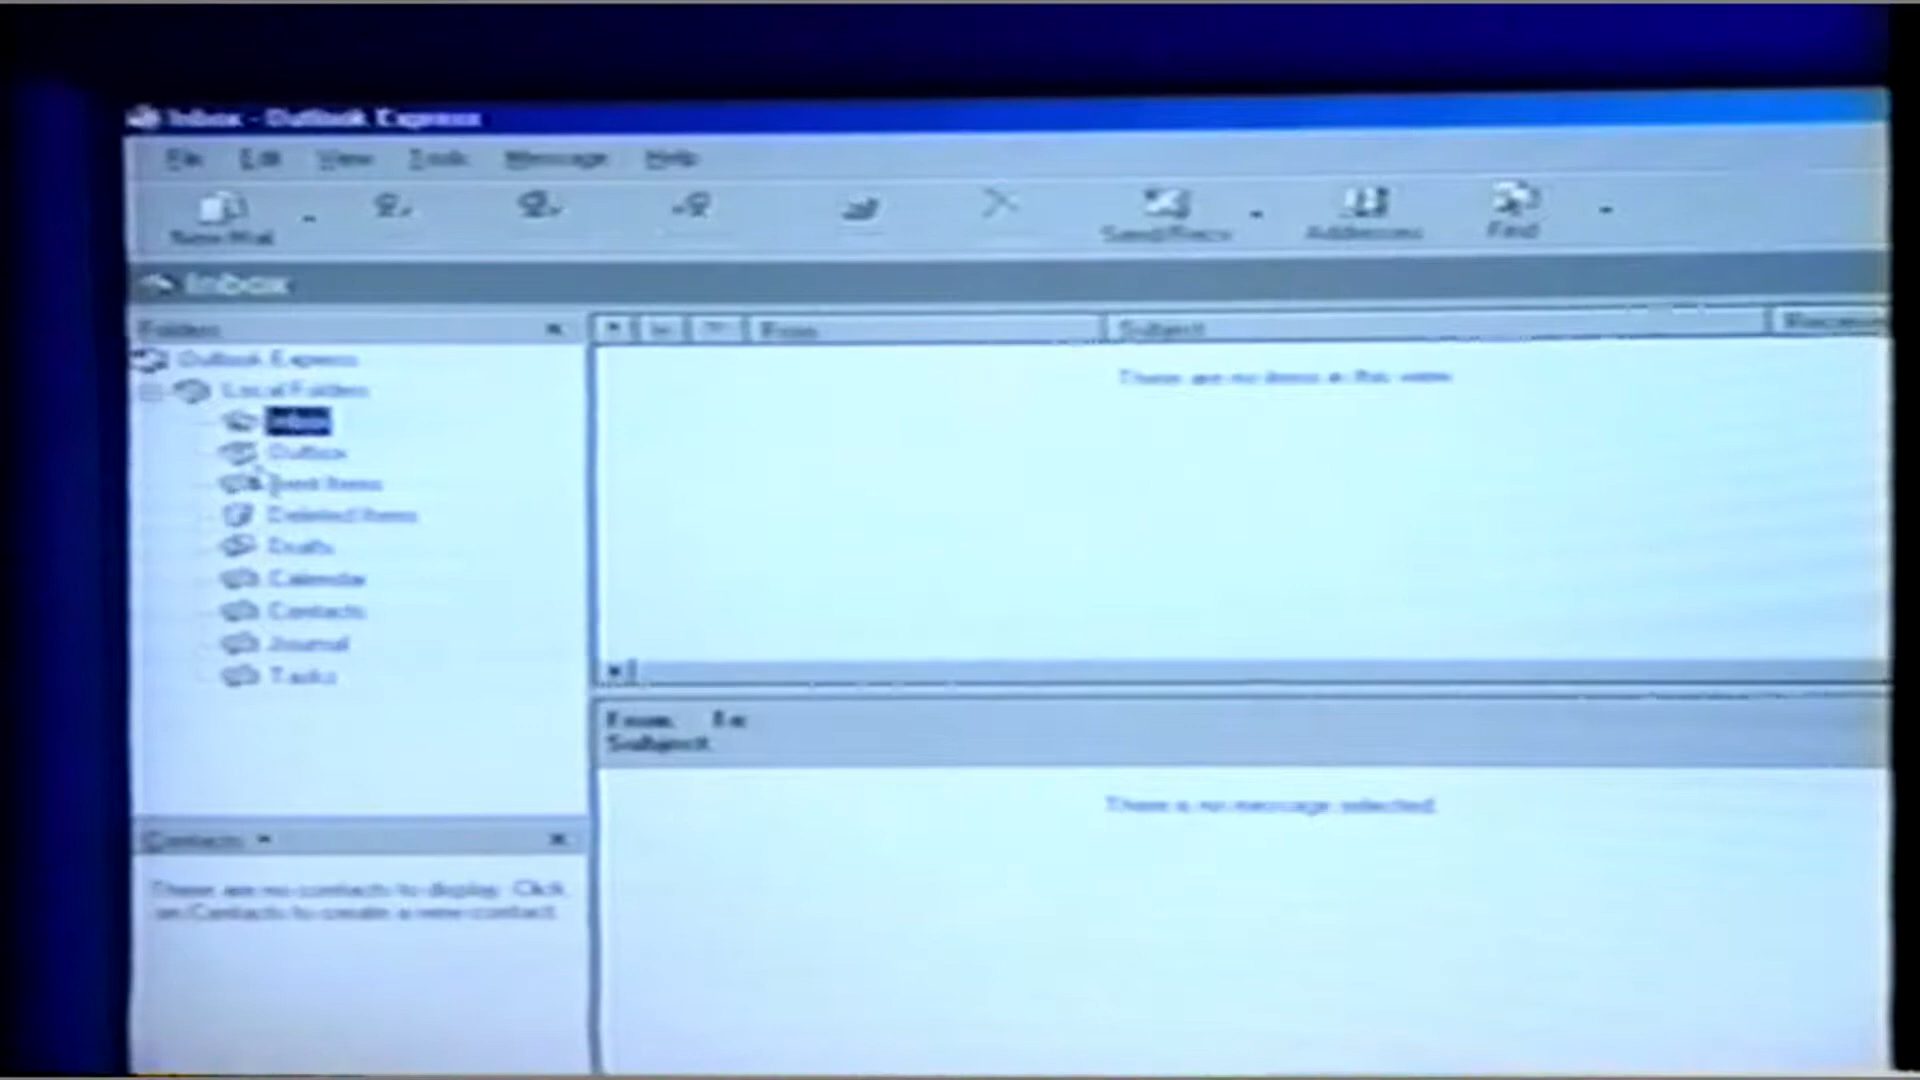 Inbox - Outlook Express
File Edit View Tools Message Help
New Mail Send/Recv Addresses Find
Inbox
Folders
From Subject
Outlook Express
Local Folders
Inbox
Outbox
Sent Items
Deleted Items
Drafts
Calendar
Contacts
Journal
Tasks
There are no items in this view.
From: To:
Subject:
There is no message selected.
Contacts
There are no contacts to display. Click
on Contacts to create a new contact.